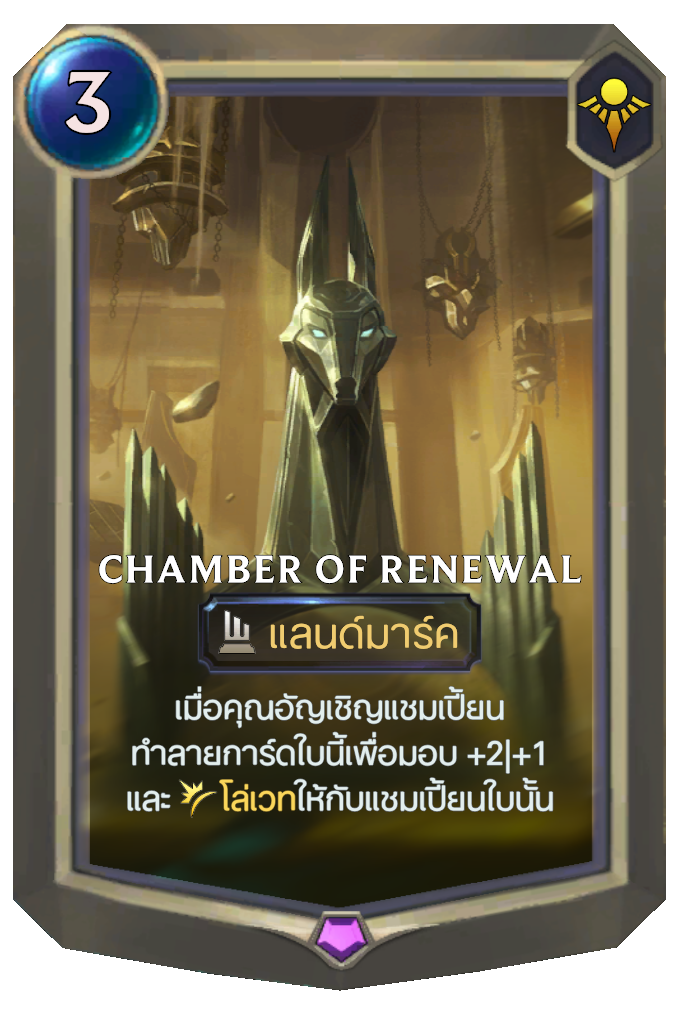 3
CHAMBER OF RENEWAL
แลนด์มาร์ค
เมื่อคุณอัญเชิญแชมเปี้ยน
ทำลายการ์ดใบนี้เพื่อมอบ +2|+1
และ โล่เวทให้กับแชมเปี้ยนใบนั้น